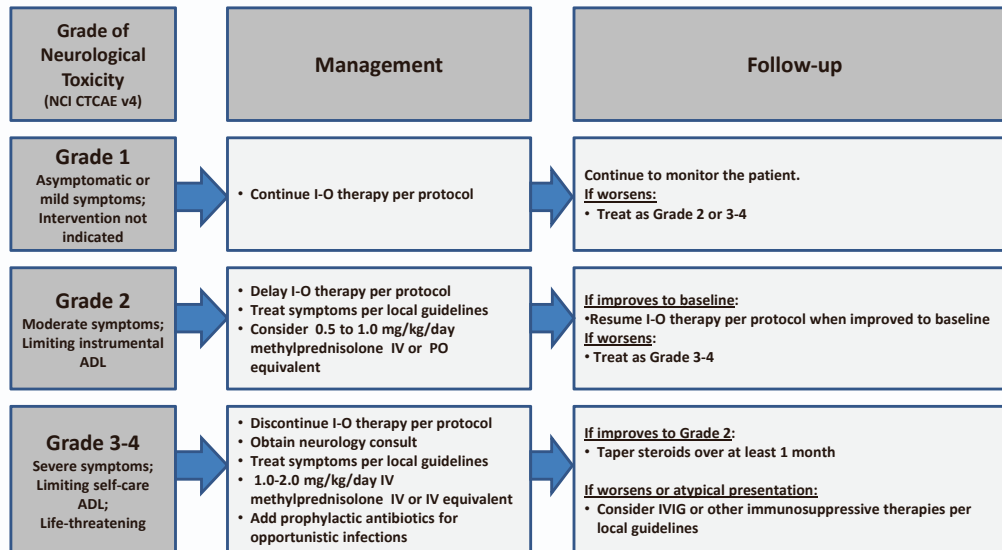 Grade of
Neurological
Toxicity
(NCI CTCAE v4)
Management
Follow-up
Grade 1
Asymptomatic or
mild symptoms;
Intervention not
indicated
• Continue I-O therapy per protocol
Continue to monitor the patient.
If worsens:
• Treat as Grade 2 or 3-4
Grade 2
Moderate symptoms;
Limiting instrumental
ADL
• Delay I-O therapy per protocol
• Treat symptoms per local guidelines
• Consider 0.5 to 1.0 mg/kg/day
methylprednisolone IV or PO
equivalent
If improves to baseline:
•Resume I-O therapy per protocol when improved to baseline
If worsens:
• Treat as Grade 3-4
Grade 3-4
Severe symptoms;
Limiting self-care
ADL;
Life-threatening
• Discontinue I-O therapy per protocol
• Obtain neurology consult
• Treat symptoms per local guidelines
• 1.0-2.0 mg/kg/day IV
methylprednisolone IV or IV equivalent
• Add prophylactic antibiotics for
opportunistic infections
If improves to Grade 2:
• Taper steroids over at least 1 month
If worsens or atypical presentation:
• Consider IVIG or other immunosuppressive therapies per
local guidelines